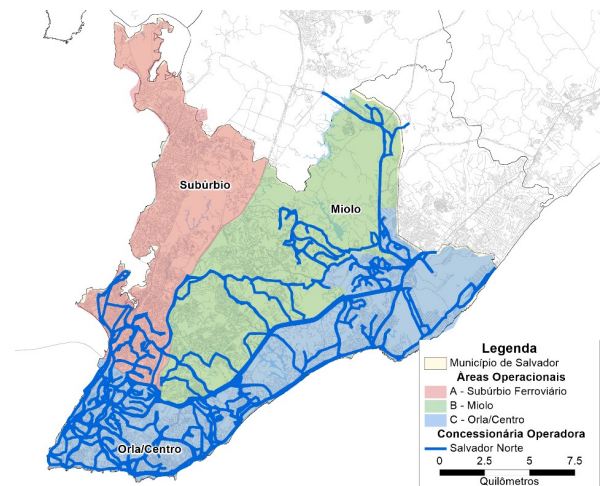 Subúrbio
Miolo
Orla/Centro
Legenda
Município de Salvador
Áreas Operacionais
A - Subúrbio Ferroviário
B - Miolo
C - Orla/Centro
Concessionária Operadora
Salvador Norte
0 2.5 5 7.5
Quilômetros